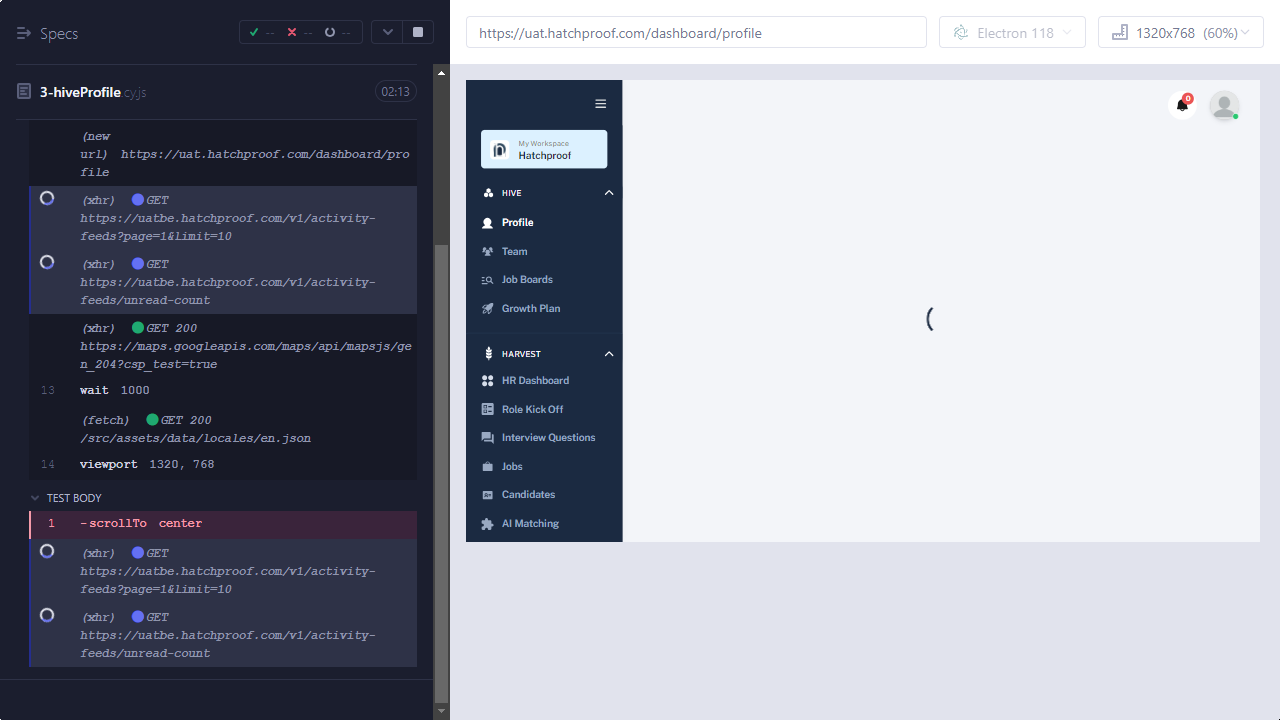 Specs
-- -- --
https://uat.hatchproof.com/dashboard/profile
Electron 118
1320x768 (60%)
3-hiveProfile.cy.js
02:13
(new
url) https://uat.hatchproof.com/dashboard/pro
file
(xhr) GET
https://uatbe.hatchproof.com/v1/activity-
feeds?page=1&limit=10
(xhr) GET
https://uatbe.hatchproof.com/v1/activity-
feeds/unread-count
(xhr) GET 200
https://maps.googleapis.com/maps/api/mapsjs/ge
n_204?csp_test=true
13 wait 1000
(fetch) GET 200
/src/assets/data/locales/en.json
14 viewport 1320, 768
TEST BODY
1 -scrollTo center
(xhr) GET
https://uatbe.hatchproof.com/v1/activity-
feeds?page=1&limit=10
(xhr) GET
https://uatbe.hatchproof.com/v1/activity-
feeds/unread-count
My Workspace
Hatchproof
HIVE
Profile
Team
Job Boards
Growth Plan
HARVEST
HR Dashboard
Role Kick Off
Interview Questions
Jobs
Candidates
AI Matching
0